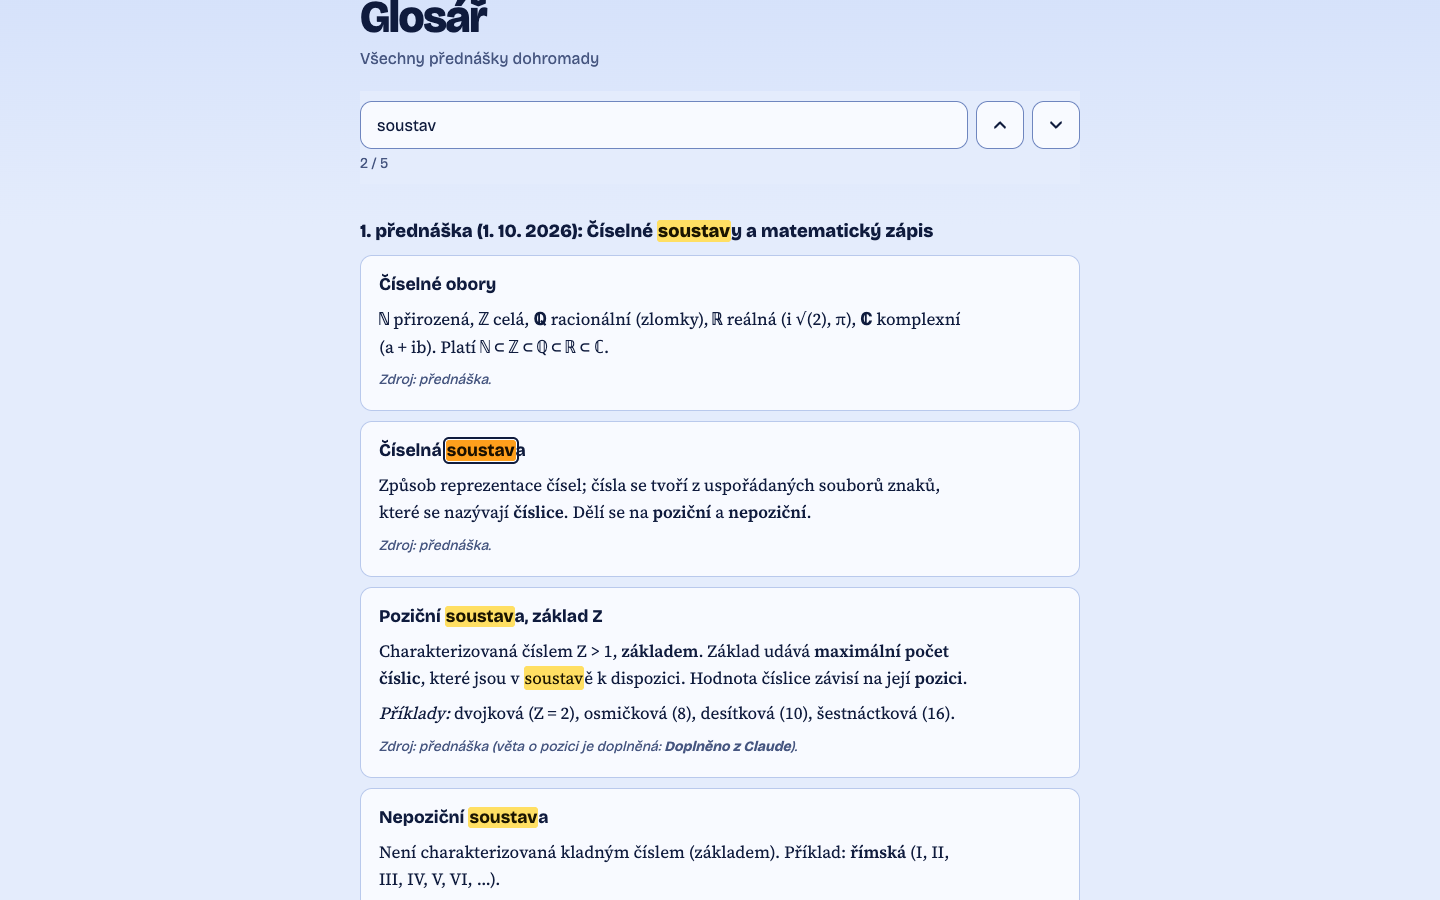 Glosář
Všechny přednášky dohromady
soustav
2 / 5
1. přednáška (1. 10. 2026): Číselné soustavy a matematický zápis
Číselné obory
ℕ přirozená, ℤ celá, ℚ racionální (zlomky), ℝ reálná (i √(2), π), ℂ komplexní
(a + ib). Platí ℕ ⊂ ℤ ⊂ ℚ ⊂ ℝ ⊂ ℂ.
Zdroj: přednáška.
Číselná soustava
Způsob reprezentace čísel; čísla se tvoří z uspořádaných souborů znaků,
které se nazývají číslice. Dělí se na poziční a nepoziční.
Zdroj: přednáška.
Poziční soustava, základ Z
Charakterizovaná číslem Z > 1, základem. Základ udává maximální počet
číslic, které jsou v soustavě k dispozici. Hodnota číslice závisí na její pozici.
Příklady: dvojková (Z = 2), osmičková (8), desítková (10), šestnáctková (16).
Zdroj: přednáška (věta o pozici je doplněná: Doplněno z Claude).
Nepoziční soustava
Není charakterizovaná kladným číslem (základem). Příklad: římská (I, II,
III, IV, V, VI, …).